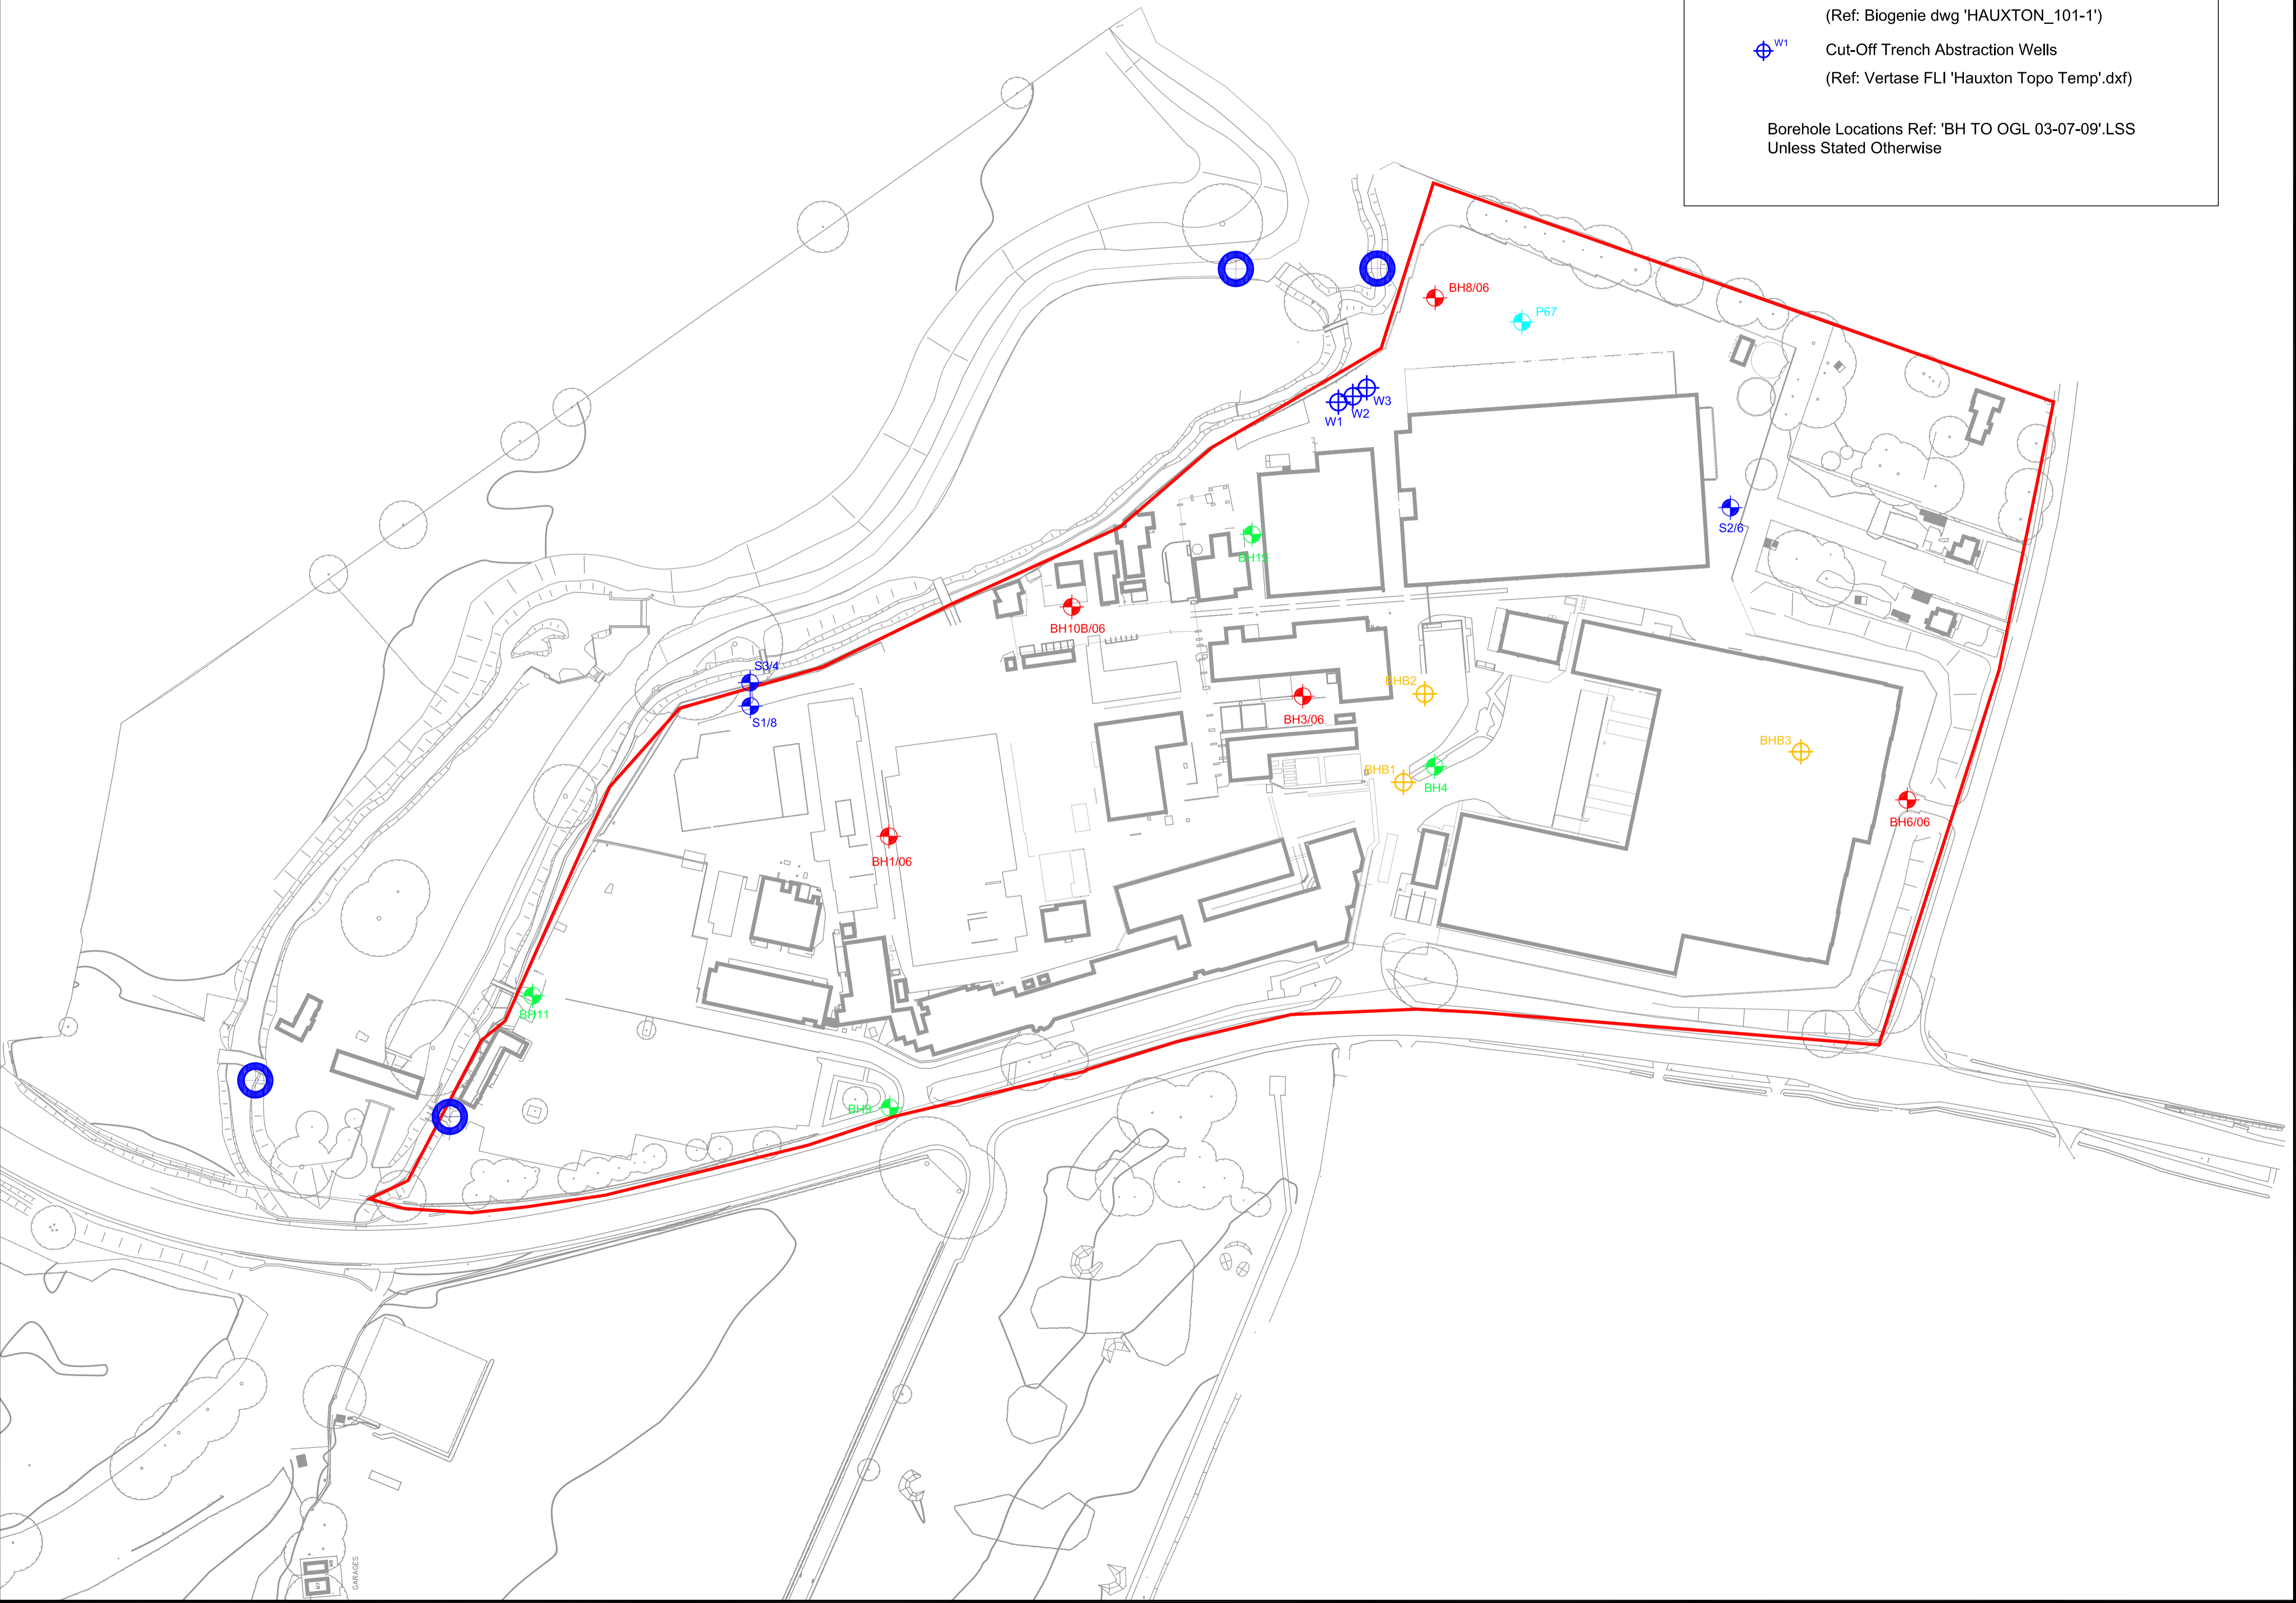 (Ref: Biogenie dwg 'HAUXTON_101-1')
W1
Cut-Off Trench Abstraction Wells
(Ref: Vertase FLI 'Hauxton Topo Temp'.dxf)
Borehole Locations Ref: 'BH TO OGL 03-07-09'.LSS
Unless Stated Otherwise
BH8/06
P67
W3
W2
W1
S2/6
BH19
BH10B/06
S3/4
S1/8
BHB2
BH3/06
BHB3
BHB1
BH4
BH6/06
BH1/06
BH11
BH9
GARAGES